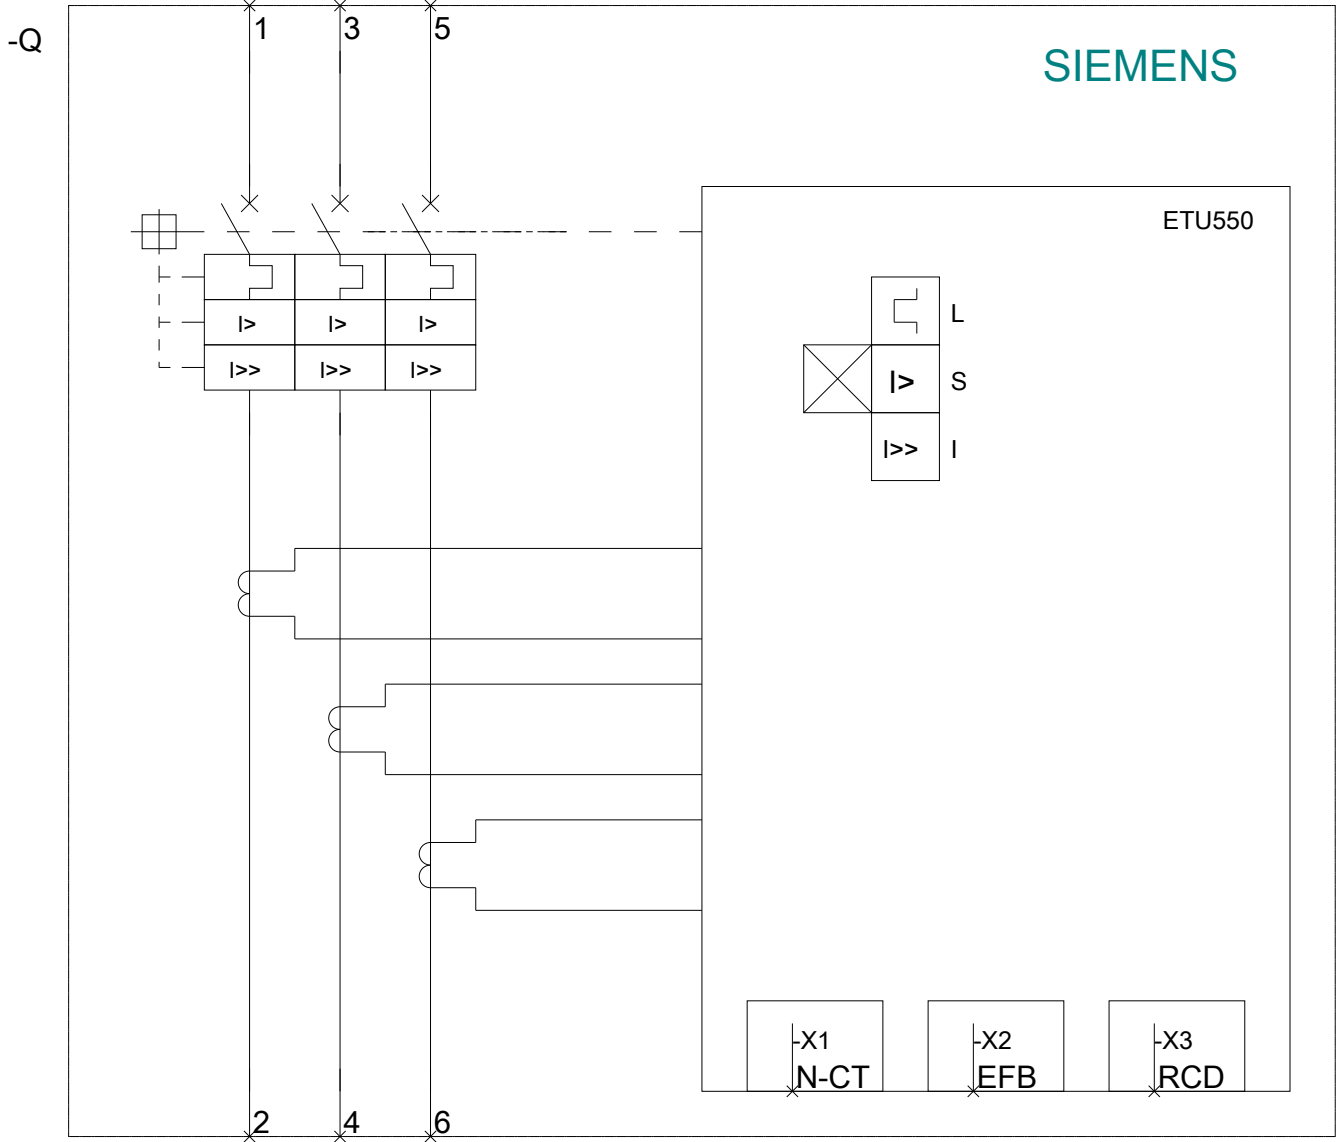 1 3 5
-Q
SIEMENS
ETU550
L
I> I> I>
I>> I>> I>>
I> S
I>> I
-X1 -X2 -X3
N-CT EFB RCD
2 4 6